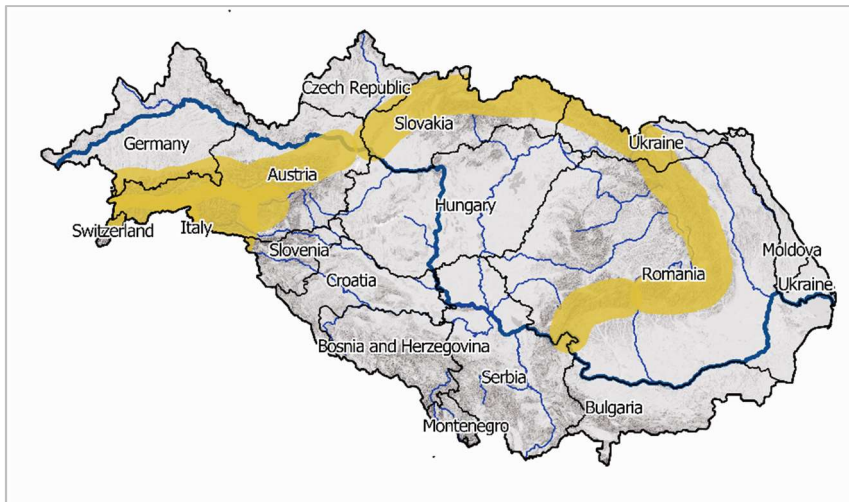 Czech Republic
Slovakia
Germany
Ukraine
Austria
Hungary
Switzerland
Italy
Slovenia
Moldova
Romania
Croatia
Ukraine
Bosnia and Herzegovina
Serbia
Bulgaria
Montenegro